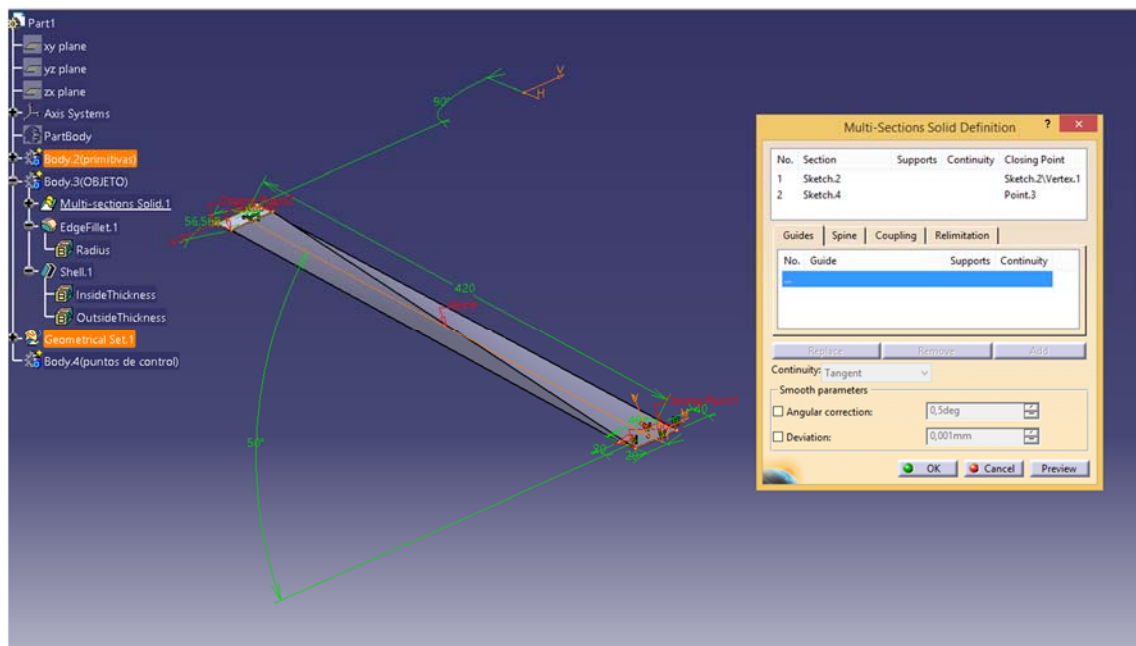 Part1
xy plane
yz plane
zx plane
Axis Systems
PartBody
Body.2(primitivas)
Body.3(OBJETO)
Multi-sections Solid.1
EdgeFillet.1
Radius
Shell.1
InsideThickness
OutsideThickness
Geometrical Set.1
Body.4(puntos de control)
V
H
90°
420
50°
Multi-Sections Solid Definition ?
No. Section Supports Continuity Closing Point
1 Sketch.2 Sketch.2\Vertex.1
2 Sketch.4 Point.3
Guides Spine Coupling Relimitation
No. Guide Supports Continuity
...
Replace Remove Add
Continuity: Tangent
Smooth parameters
Angular correction: 0,5deg
Deviation: 0,001mm
OK Cancel Preview